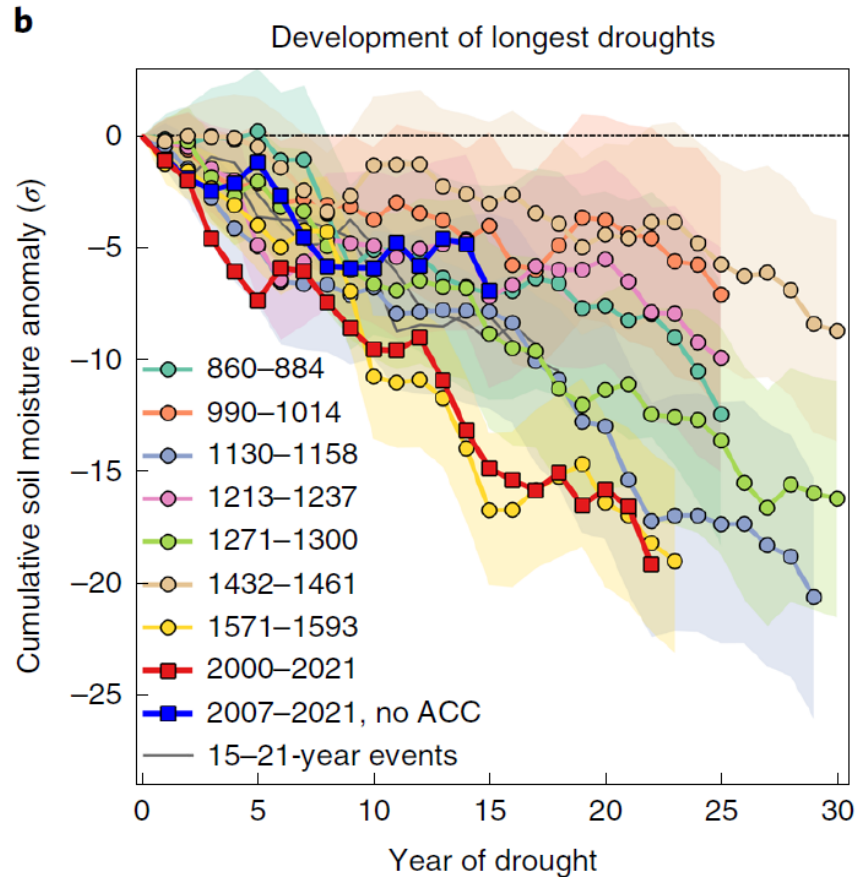 b
Development of longest droughts
Cumulative soil moisture anomaly (σ)
0
−5
−10
−15
−20
−25
860–884
990–1014
1130–1158
1213–1237
1271–1300
1432–1461
1571–1593
2000–2021
2007–2021, no ACC
15–21-year events
0 5 10 15 20 25 30
Year of drought